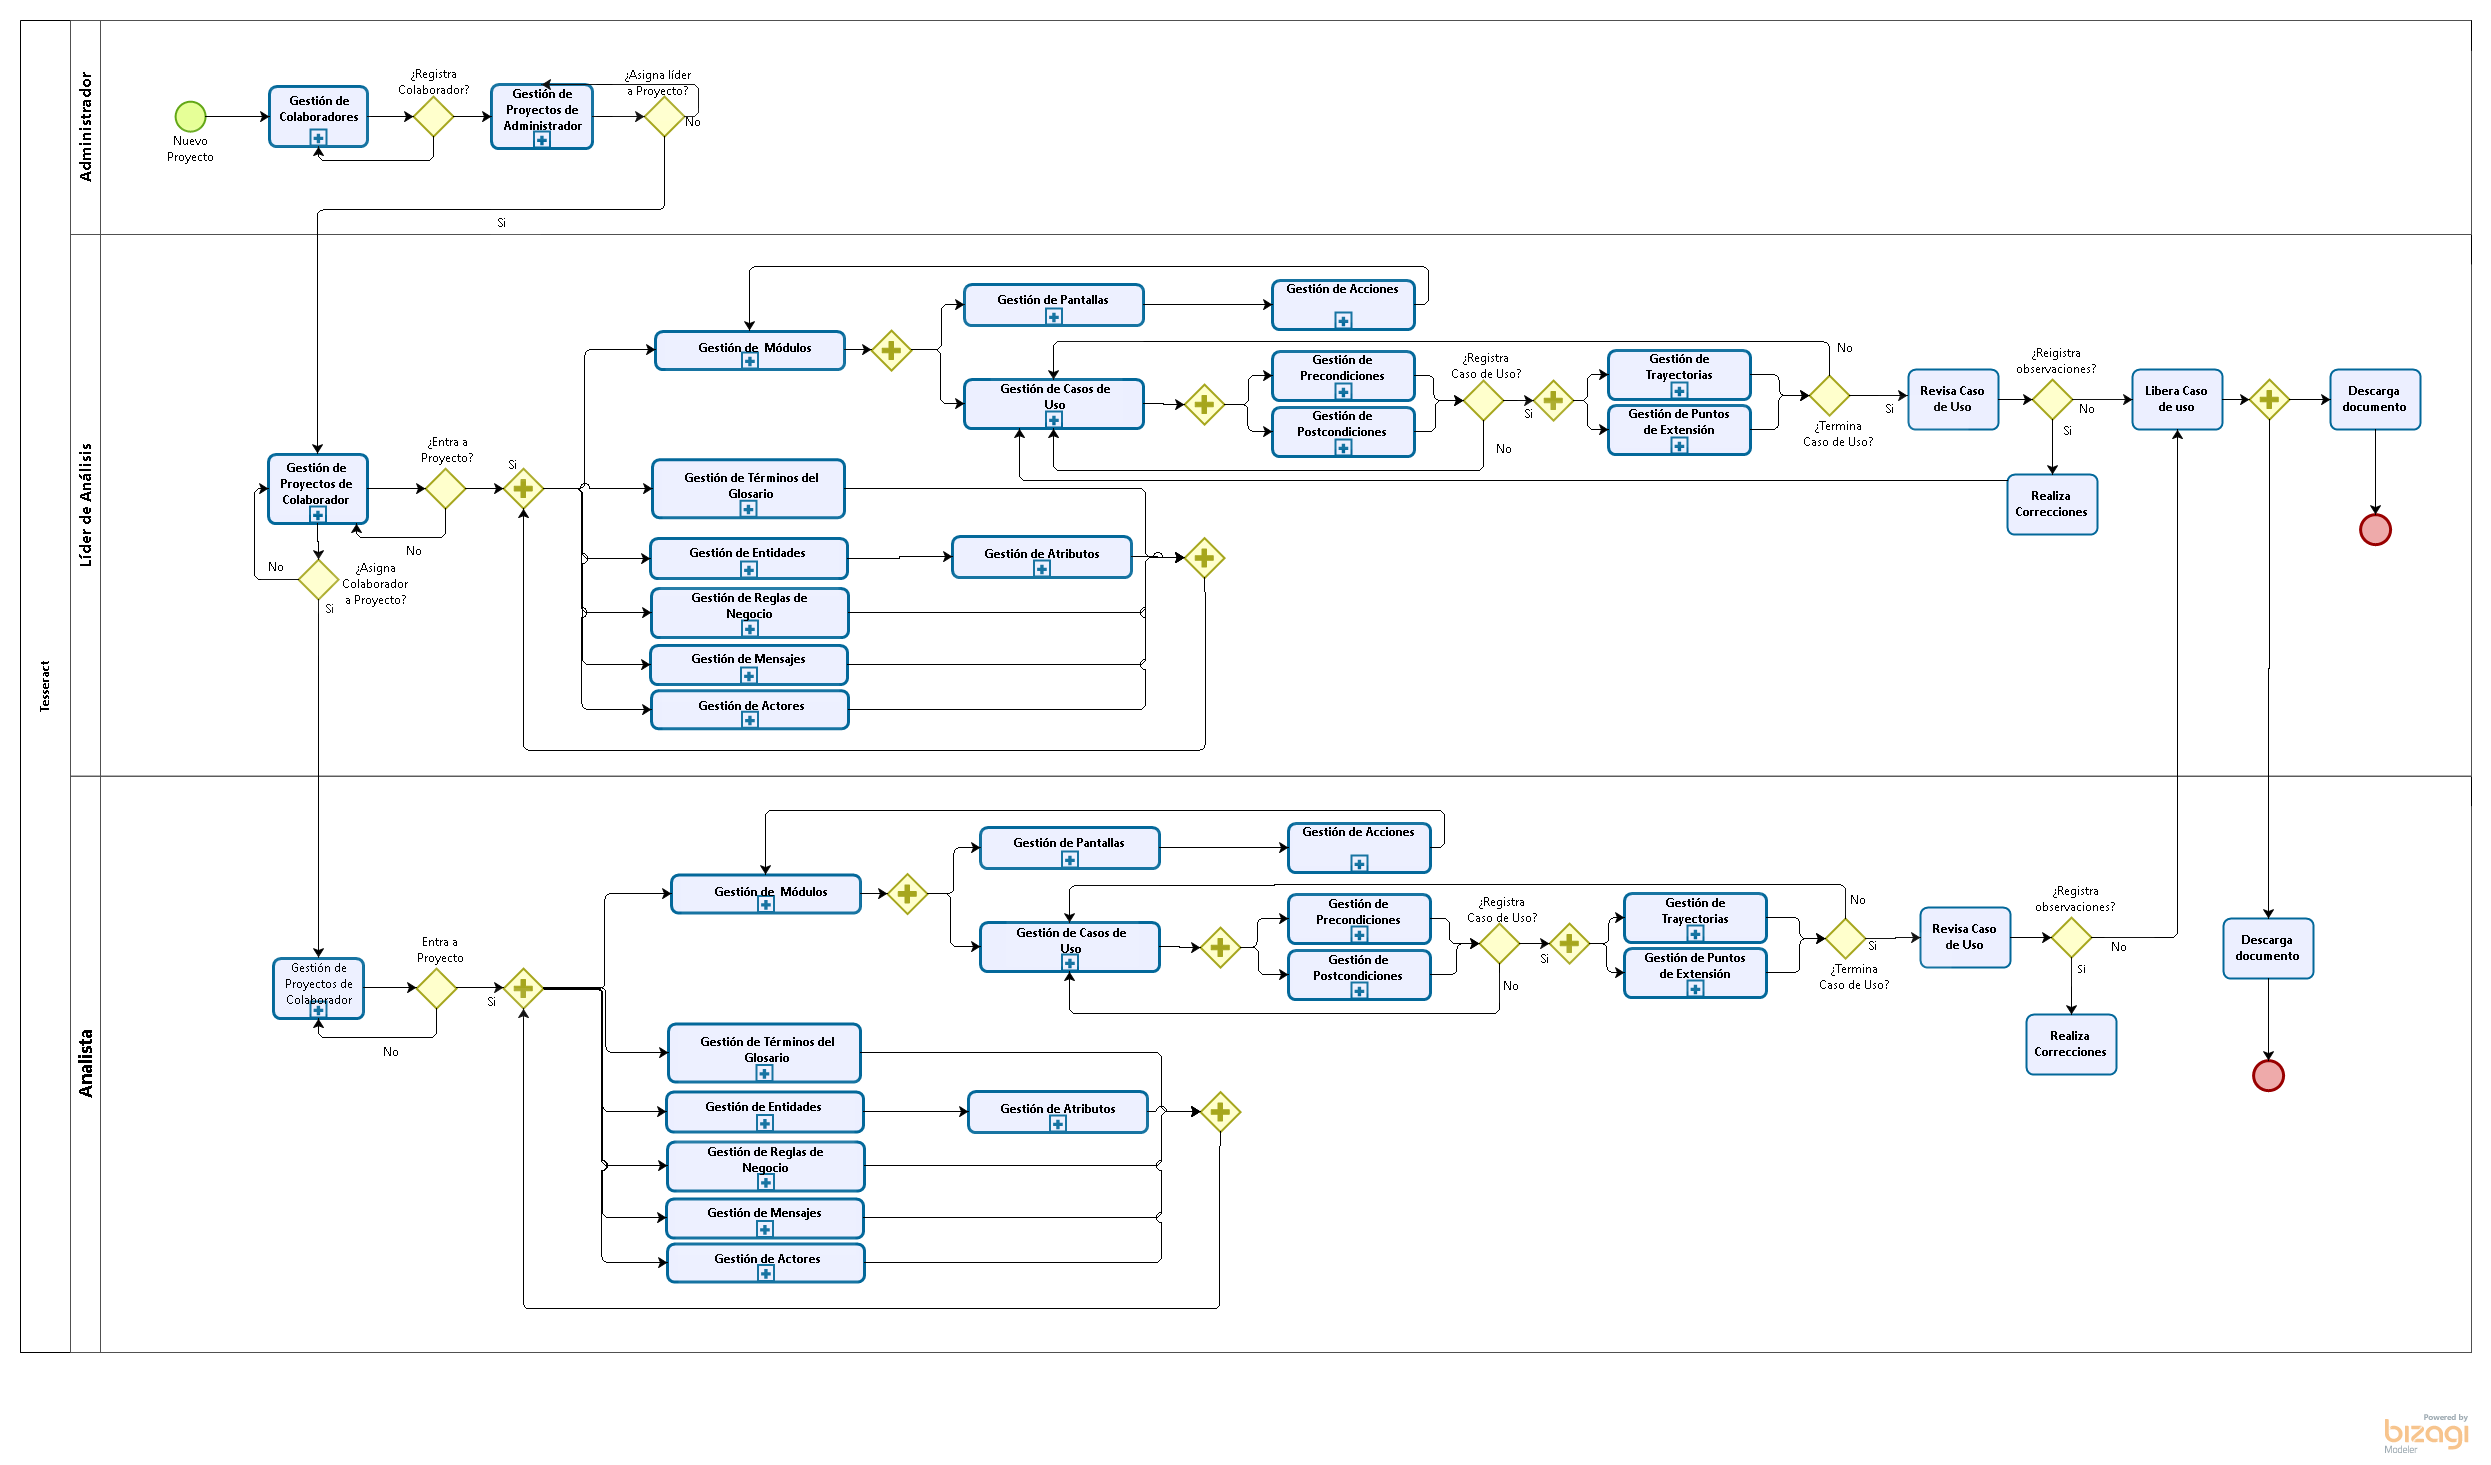 Tesseract
Administrador
Nuevo
Proyecto
Gestión de
Colaboradores
¿Registra
Colaborador?
Gestión de
Proyectos de
Administrador
¿Asigna líder
a Proyecto?
No
Si
Líder de Análisis
Gestión de
Proyectos de
Colaborador
¿Entra a
Proyecto?
Si
No
No
¿Asigna
Colaborador
a Proyecto?
Si
Gestión de Módulos
Gestión de Pantallas
Gestión de Acciones
Gestión de Casos de
Uso
Gestión de
Precondiciones
Gestión de
Postcondiciones
¿Registra
Caso de Uso?
Si
No
Gestión de
Trayectorias
Gestión de Puntos
de Extensión
No
¿Termina
Caso de Uso?
Si
Revisa Caso
de Uso
¿Reigistra
observaciones?
No
Si
Realiza
Correcciones
Libera Caso
de uso
Descarga
documento
Gestión de Términos del
Glosario
Gestión de Entidades
Gestión de Atributos
Gestión de Reglas de
Negocio
Gestión de Mensajes
Gestión de Actores
Analista
Gestión de
Proyectos de
Colaborador
Entra a
Proyecto
Si
No
Gestión de Módulos
Gestión de Pantallas
Gestión de Acciones
Gestión de Casos de
Uso
Gestión de
Precondiciones
Gestión de
Postcondiciones
¿Registra
Caso de Uso?
Si
No
Gestión de
Trayectorias
Gestión de Puntos
de Extensión
No
Si
¿Termina
Caso de Uso?
Revisa Caso
de Uso
¿Registra
observaciones?
No
Si
Realiza
Correcciones
Descarga
documento
Gestión de Términos del
Glosario
Gestión de Entidades
Gestión de Atributos
Gestión de Reglas de
Negocio
Gestión de Mensajes
Gestión de Actores
Powered by
bizagi
Modeler